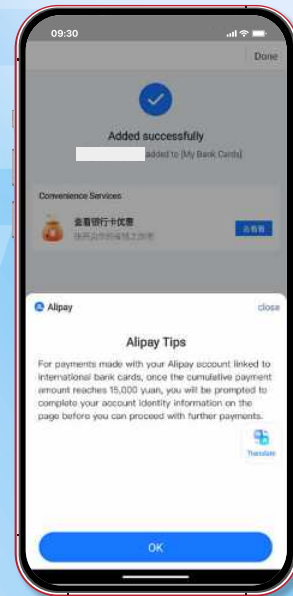 09:30
Done
Added successfully
added to [My Bank Cards]
Convenience Services
查看银行卡优惠
去看看
Alipay
close
Alipay Tips
For payments made with your Alipay account linked to
international bank cards, once the cumulative payment
amount reaches 15,000 yuan, you will be prompted to
complete your account identity information on the
page before you can proceed with further payments.
Translate
OK